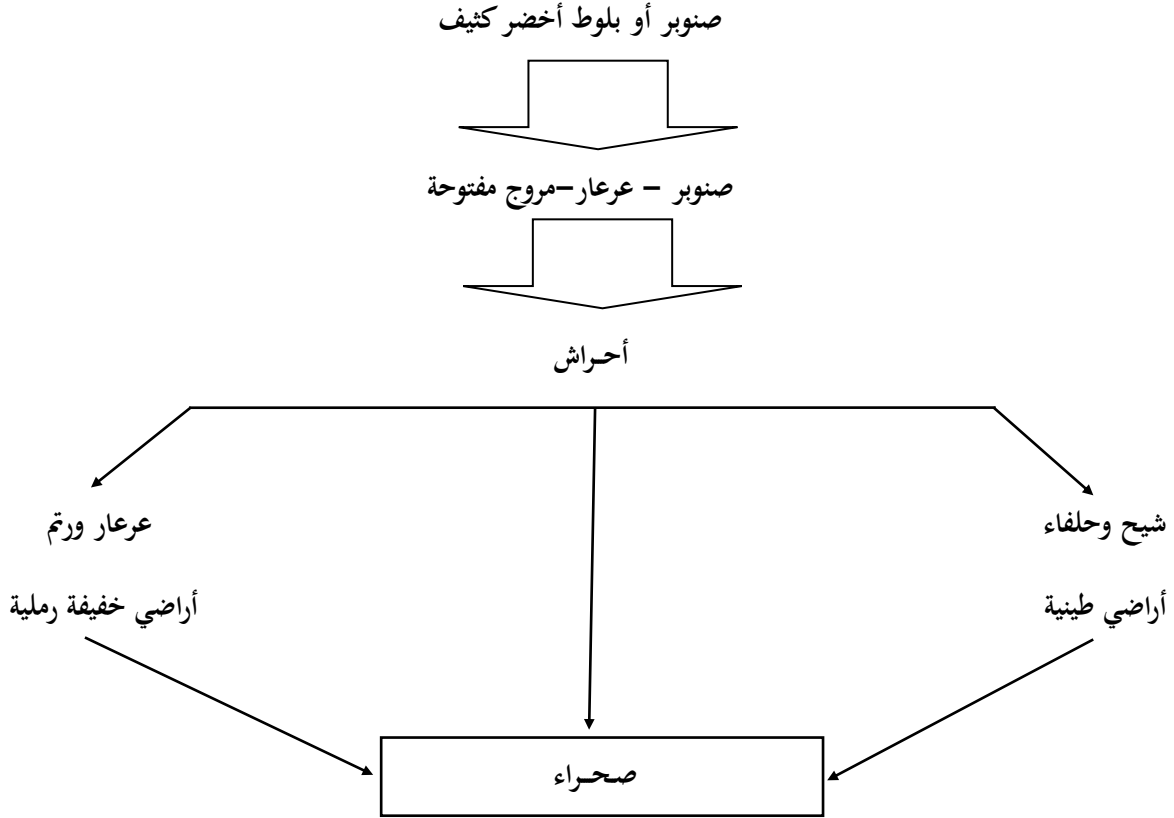 صنوبر أو بلوط أخضر كثيف
صنوبر – عرعار–مروج مفتوحة
أحـراش
شيح وحلفاء
أراضي طينية
عرعار ورتم
أراضي خفيفة رملية
صحـراء